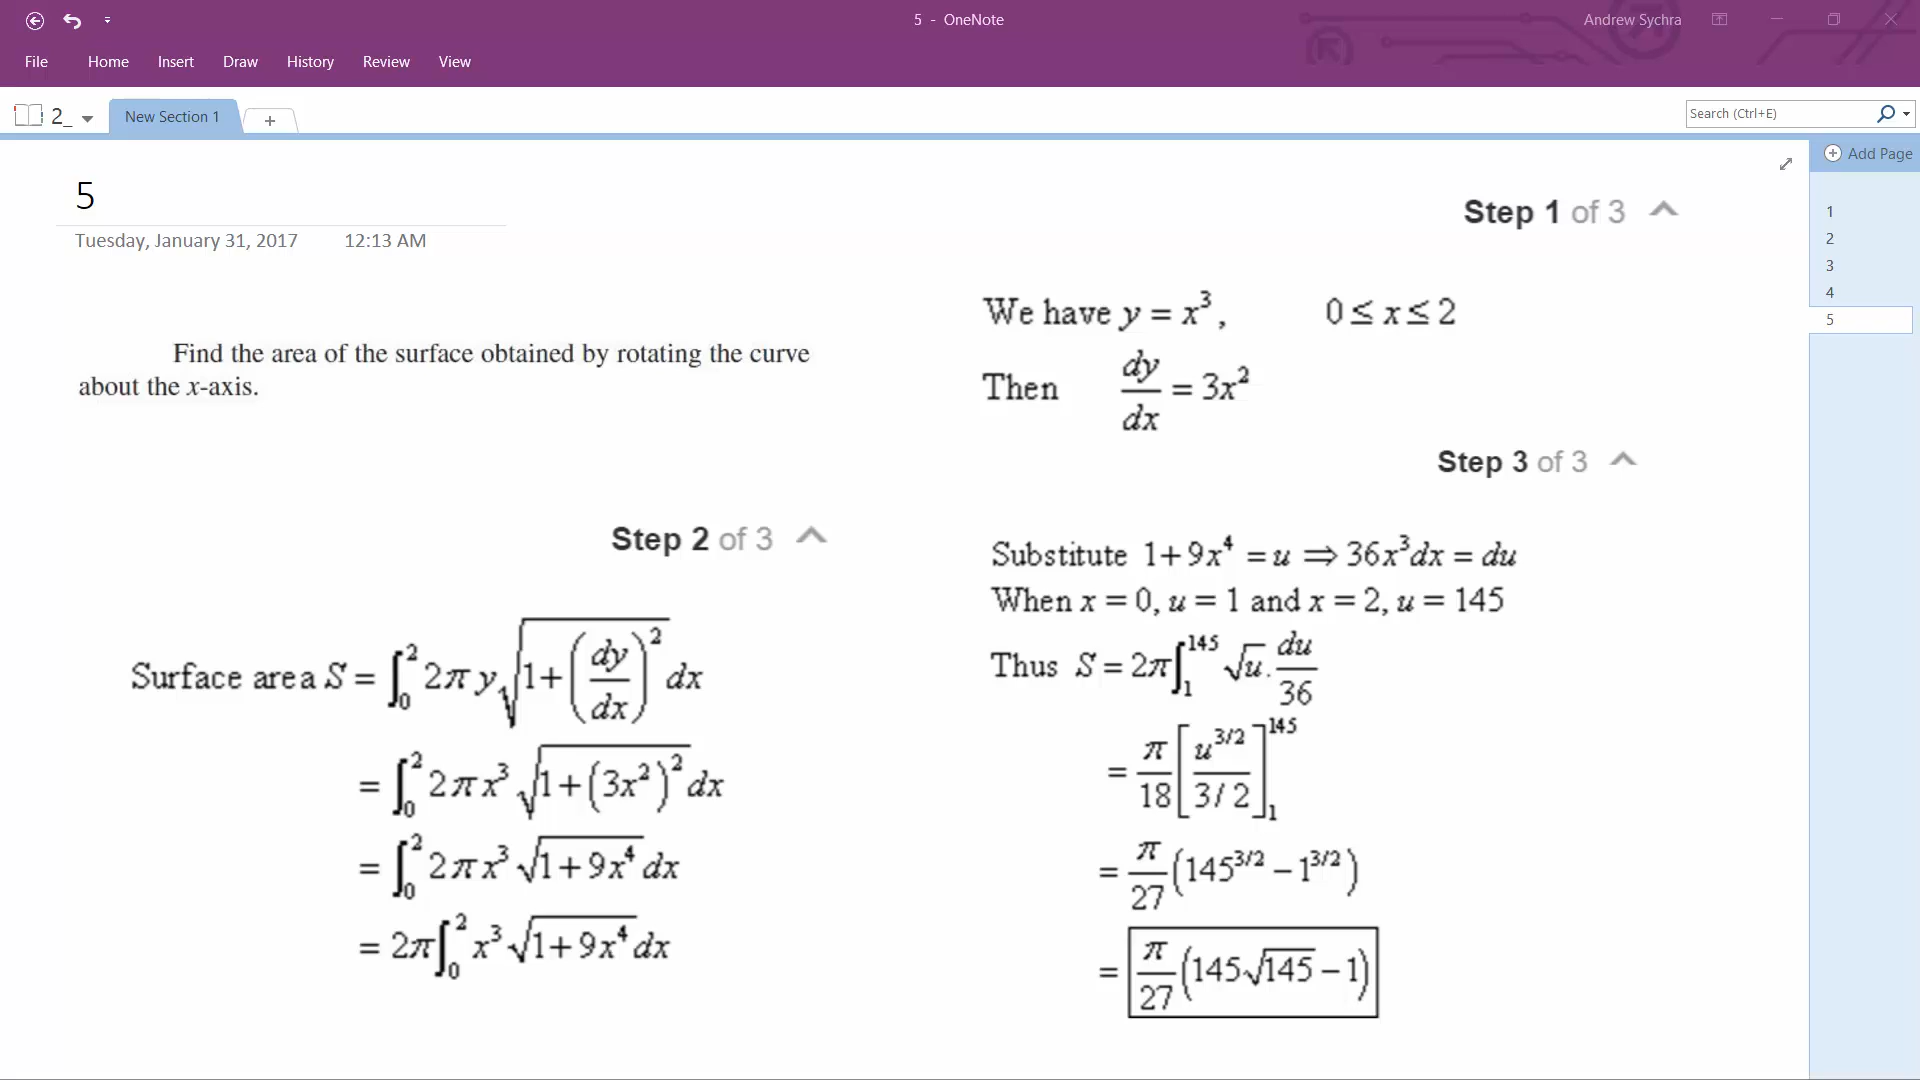 5 - OneNote
Andrew Sychra
File Home Insert Draw History Review View
2_
New Section 1
+
Search (Ctrl+E)
Add Page
1
2
3
4
5
5
Tuesday, January 31, 2017 12:13 AM
Find the area of the surface obtained by rotating the curve
about the x-axis.
Step 1 of 3
We have y = x³, 0 ≤ x ≤ 2
Then dy/dx = 3x²
Step 2 of 3
Surface area S = ∫₀² 2π y √(1+(dy/dx)²) dx
= ∫₀² 2π x³ √(1+(3x²)²) dx
= ∫₀² 2π x³ √(1+9x⁴) dx
= 2π ∫₀² x³ √(1+9x⁴) dx
Step 3 of 3
Substitute 1+9x⁴ = u ⇒ 36x³dx = du
When x = 0, u = 1 and x = 2, u = 145
Thus S = 2π ∫₁¹⁴⁵ √u . du/36
= π/18 [u^(3/2) / (3/2)]₁¹⁴⁵
= π/27 (145^(3/2) − 1^(3/2))
= π/27 (145√145 − 1)